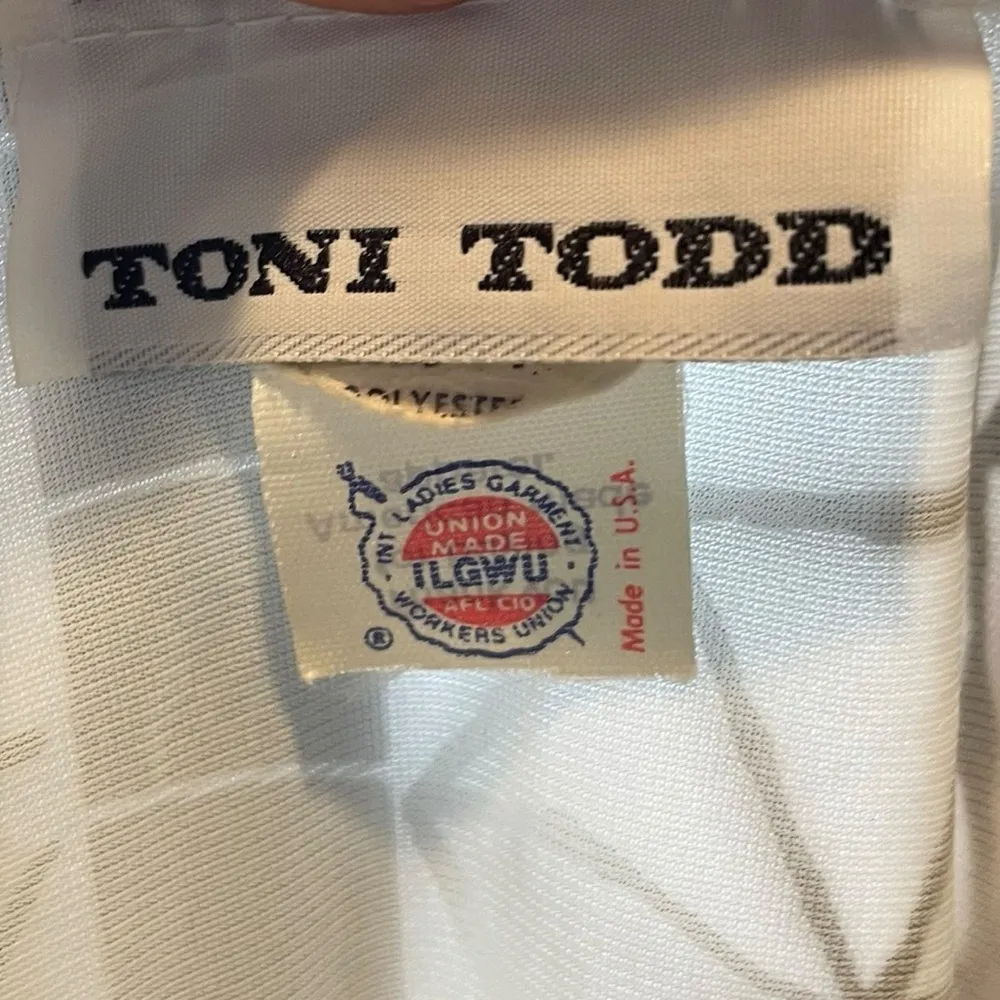 TONI TODD
POLYESTER
INT LADIES GARMENT
UNION
MADE
ILGWU
AFL CIO
WORKERS UNION
®
Made in U.S.A.